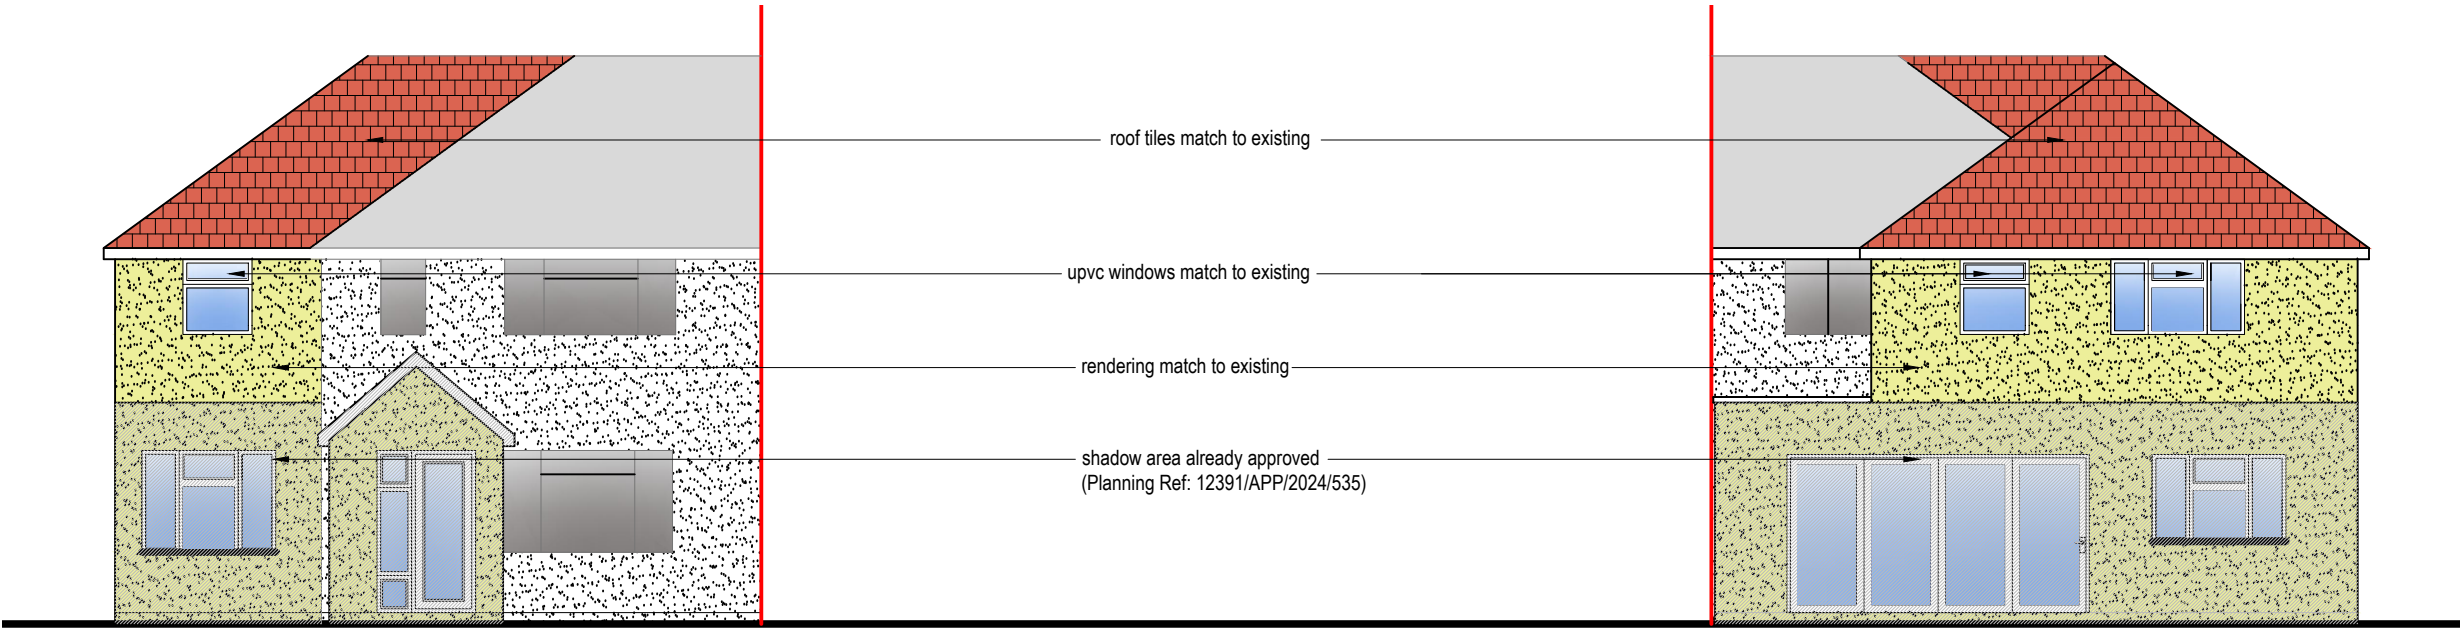 roof tiles match to existing
upvc windows match to existing
rendering match to existing
shadow area already approved
(Planning Ref: 12391/APP/2024/535)